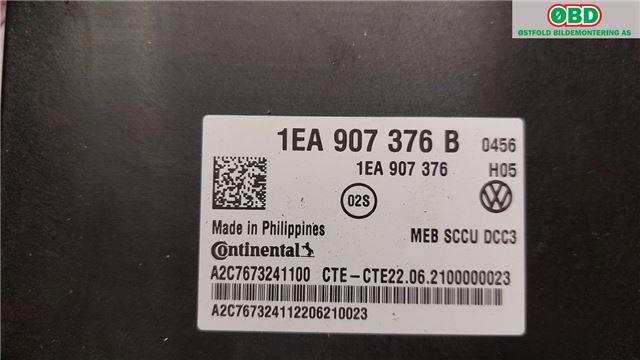 ØBD
ØSTFOLD BILDEMONTERING AS
1EA 907 376 B 0456
1EA 907 376 H05
02S
Made in Philippines
MEB SCCU DCC3
Continental
A2C7673241100 CTE-CTE22.06.2100000023
A2C767324112206210023